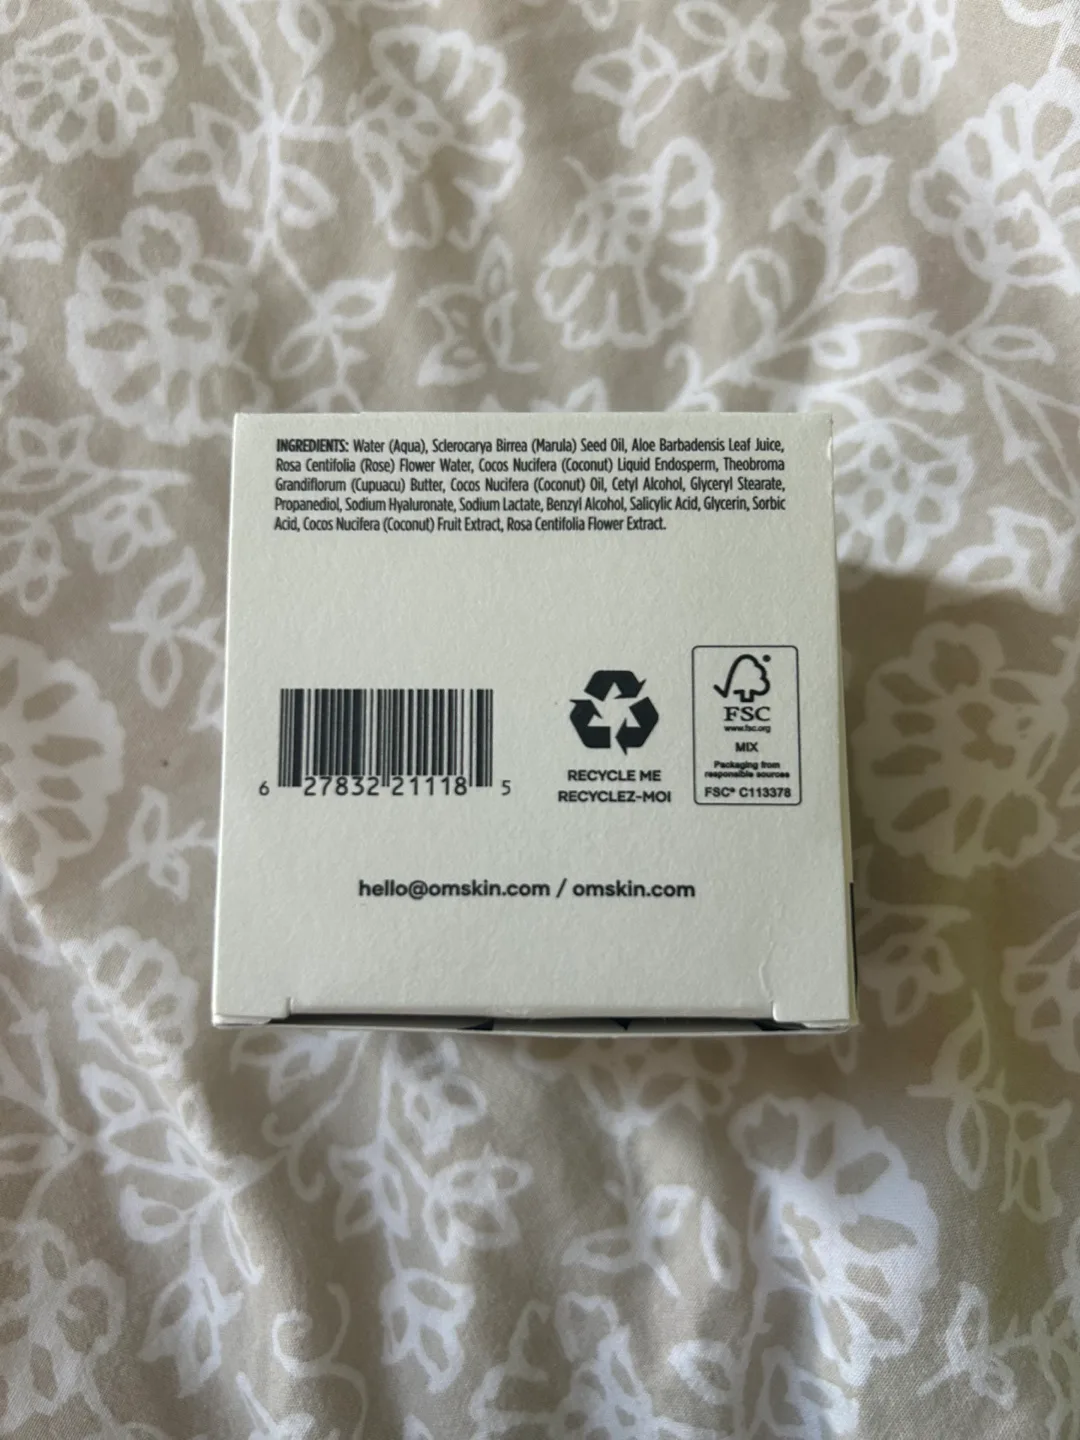 INGREDIENTS: Water (Aqua), Sclerocarya Birrea (Marula) Seed Oil, Aloe Barbadensis Leaf Juice,
Rosa Centifolia (Rose) Flower Water, Cocos Nucifera (Coconut) Liquid Endosperm, Theobroma
Grandiflorum (Cupuacu) Butter, Cocos Nucifera (Coconut) Oil, Cetyl Alcohol, Glyceryl Stearate,
Propanediol, Sodium Hyaluronate, Sodium Lactate, Benzyl Alcohol, Salicylic Acid, Glycerin, Sorbic
Acid, Cocos Nucifera (Coconut) Fruit Extract, Rosa Centifolia Flower Extract.
6 27832 21118 5
RECYCLE ME
RECYCLEZ-MOI
FSC
www.fsc.org
MIX
Packaging from
responsible sources
FSC® C113378
hello@omskin.com / omskin.com